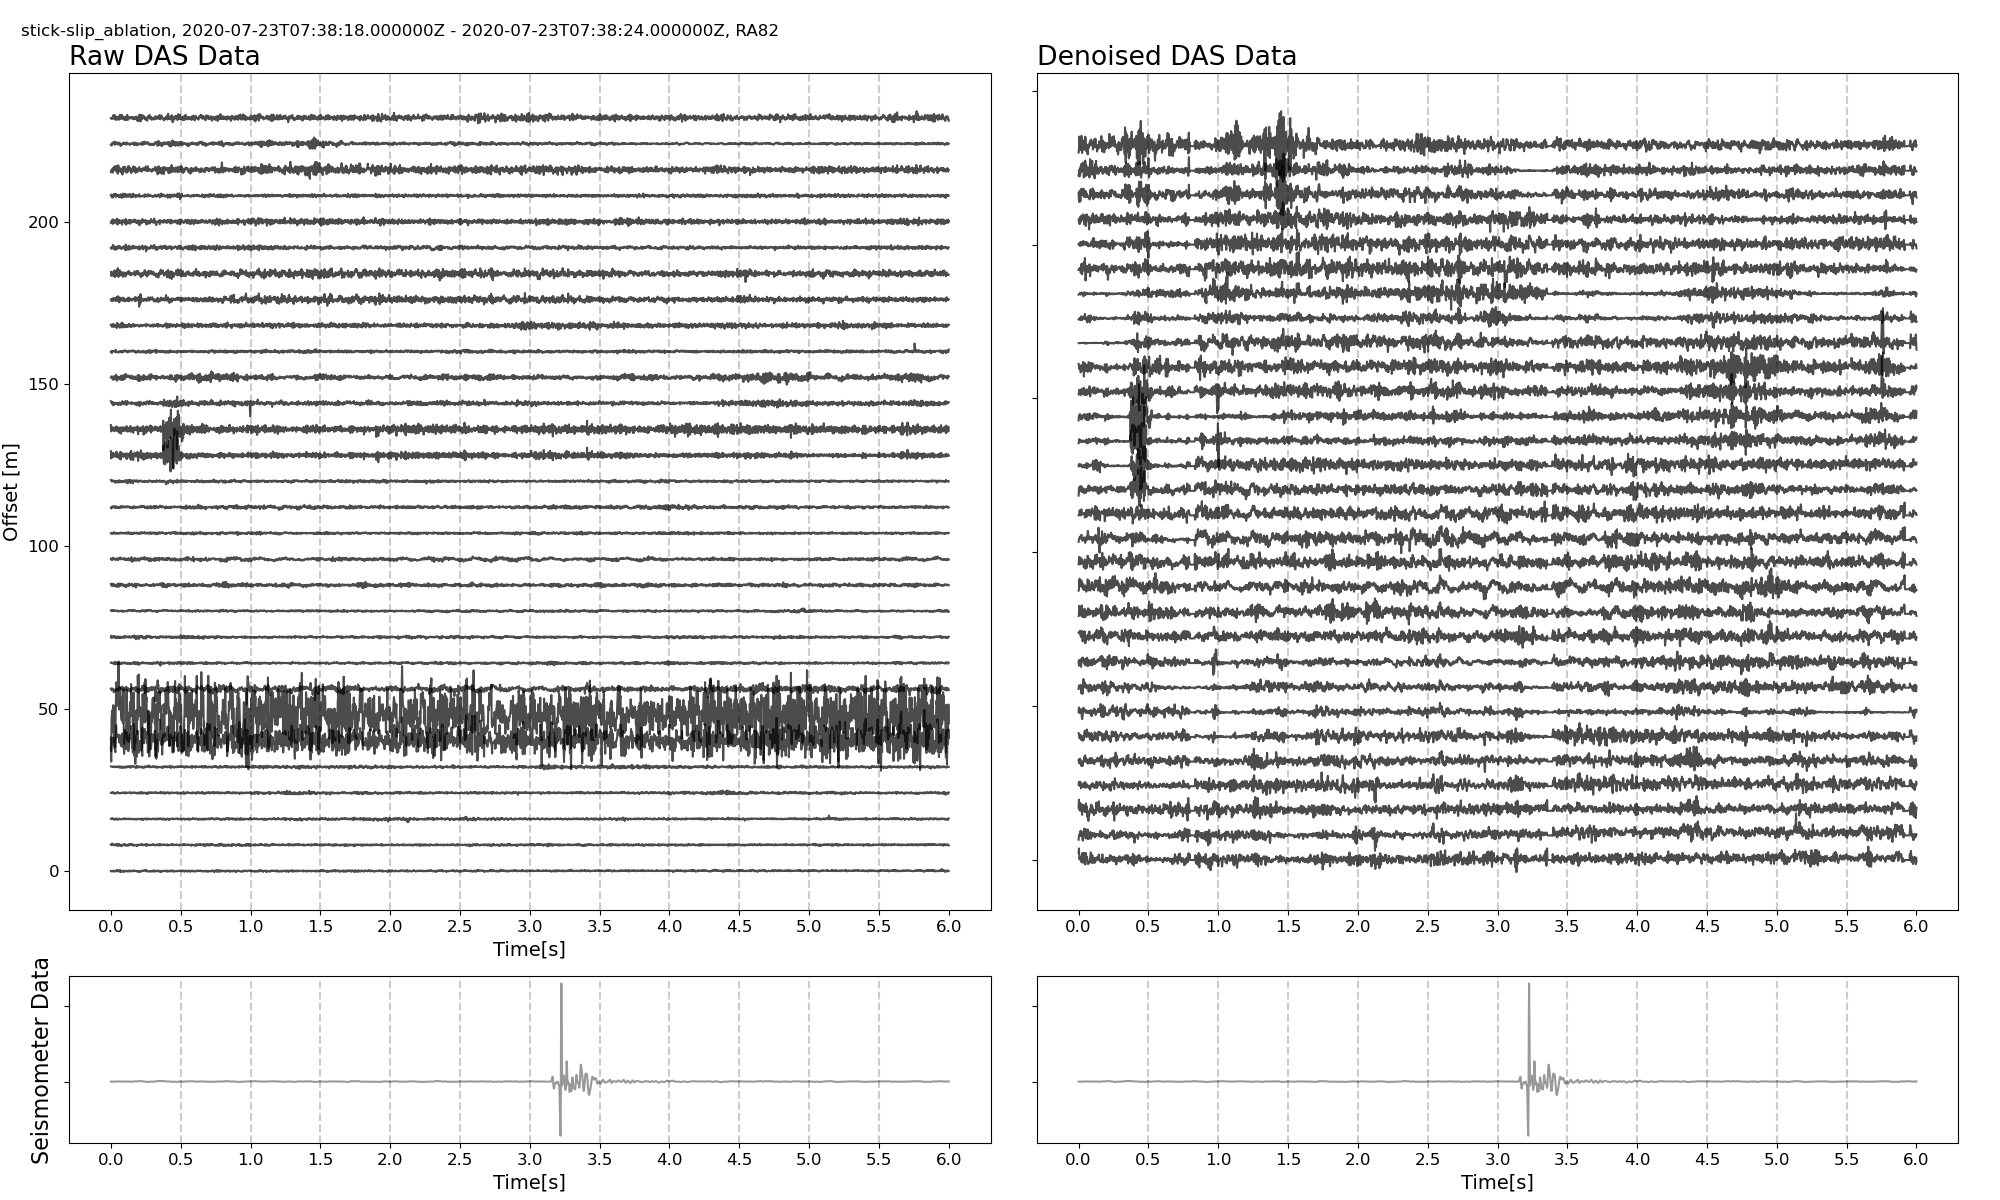 stick-slip_ablation, 2020-07-23T07:38:18.000000Z - 2020-07-23T07:38:24.000000Z, RA82
Raw DAS Data
Denoised DAS Data
Offset [m]
200
150
100
50
0
0.0 0.5 1.0 1.5 2.0 2.5 3.0 3.5 4.0 4.5 5.0 5.5 6.0
Time[s]
0.0 0.5 1.0 1.5 2.0 2.5 3.0 3.5 4.0 4.5 5.0 5.5 6.0
Seismometer Data
0.0 0.5 1.0 1.5 2.0 2.5 3.0 3.5 4.0 4.5 5.0 5.5 6.0
Time[s]
0.0 0.5 1.0 1.5 2.0 2.5 3.0 3.5 4.0 4.5 5.0 5.5 6.0
Time[s]